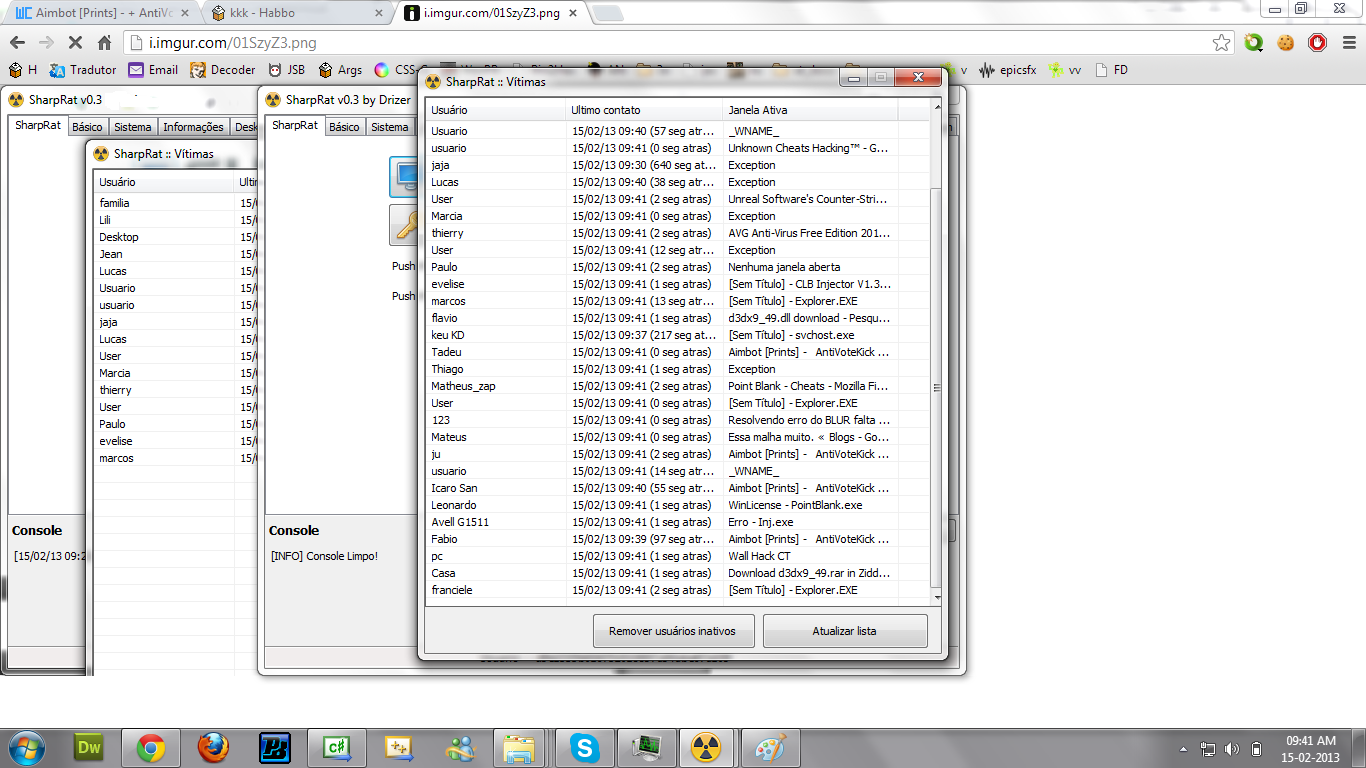 Aimbot [Prints] - + AntiVo
kkk - Habbo
i.imgur.com/01SzyZ3.png
i.imgur.com/01SzyZ3.png
H Tradutor Email Decoder JSB Args CSS-G v epicsfx vv FD
SharpRat v0.3
SharpRat Básico Sistema Informações Desk
SharpRat :: Vítimas
Usuário Ultim
familia 15/0
Lili 15/0
Desktop 15/0
Jean 15/0
Lucas 15/0
Usuario 15/0
usuario 15/0
jaja 15/0
Lucas 15/0
User 15/0
Marcia 15/0
thierry 15/0
User 15/0
Paulo 15/0
evelise 15/0
marcos 15/0
Console
[15/02/13 09:2
SharpRat v0.3 by Drizer
SharpRat Básico Sistema
Push
Push
Console
[INFO] Console Limpo!
SharpRat :: Vítimas
Usuário Ultimo contato Janela Ativa
Usuario 15/02/13 09:40 (57 seg atr... _WNAME_
usuario 15/02/13 09:41 (0 seg atras) Unknown Cheats Hacking™ - G...
jaja 15/02/13 09:30 (640 seg at... Exception
Lucas 15/02/13 09:40 (38 seg atr... Exception
User 15/02/13 09:41 (2 seg atras) Unreal Software's Counter-Stri...
Marcia 15/02/13 09:41 (0 seg atras) Exception
thierry 15/02/13 09:41 (2 seg atras) AVG Anti-Virus Free Edition 201...
User 15/02/13 09:41 (12 seg atr... Exception
Paulo 15/02/13 09:41 (2 seg atras) Nenhuma janela aberta
evelise 15/02/13 09:41 (1 seg atras) [Sem Título] - CLB Injector V1.3...
marcos 15/02/13 09:41 (13 seg atr... [Sem Título] - Explorer.EXE
flavio 15/02/13 09:41 (1 seg atras) d3dx9_49.dll download - Pesqu...
keu KD 15/02/13 09:37 (217 seg at... [Sem Título] - svchost.exe
Tadeu 15/02/13 09:41 (0 seg atras) Aimbot [Prints] - AntiVoteKick ...
Thiago 15/02/13 09:41 (1 seg atras) Exception
Matheus_zap 15/02/13 09:41 (2 seg atras) Point Blank - Cheats - Mozilla Fi...
User 15/02/13 09:41 (2 seg atras) [Sem Título] - Explorer.EXE
123 15/02/13 09:41 (0 seg atras) Resolvendo erro do BLUR falta ...
Mateus 15/02/13 09:41 (0 seg atras) Essa malha muito. « Blogs - Go...
ju 15/02/13 09:41 (2 seg atras) Aimbot [Prints] - AntiVoteKick ...
usuario 15/02/13 09:41 (14 seg atr... _WNAME_
Icaro San 15/02/13 09:40 (55 seg atr... Aimbot [Prints] - AntiVoteKick ...
Leonardo 15/02/13 09:41 (1 seg atras) WinLicense - PointBlank.exe
Avell G1511 15/02/13 09:41 (1 seg atras) Erro - Inj.exe
Fabio 15/02/13 09:39 (97 seg atr... Aimbot [Prints] - AntiVoteKick ...
pc 15/02/13 09:41 (1 seg atras) Wall Hack CT
Casa 15/02/13 09:41 (1 seg atras) Download d3dx9_49.rar in Zidd...
franciele 15/02/13 09:41 (2 seg atras) [Sem Título] - Explorer.EXE
Remover usuários inativos Atualizar lista
Dw C#
09:41 AM
15-02-2013